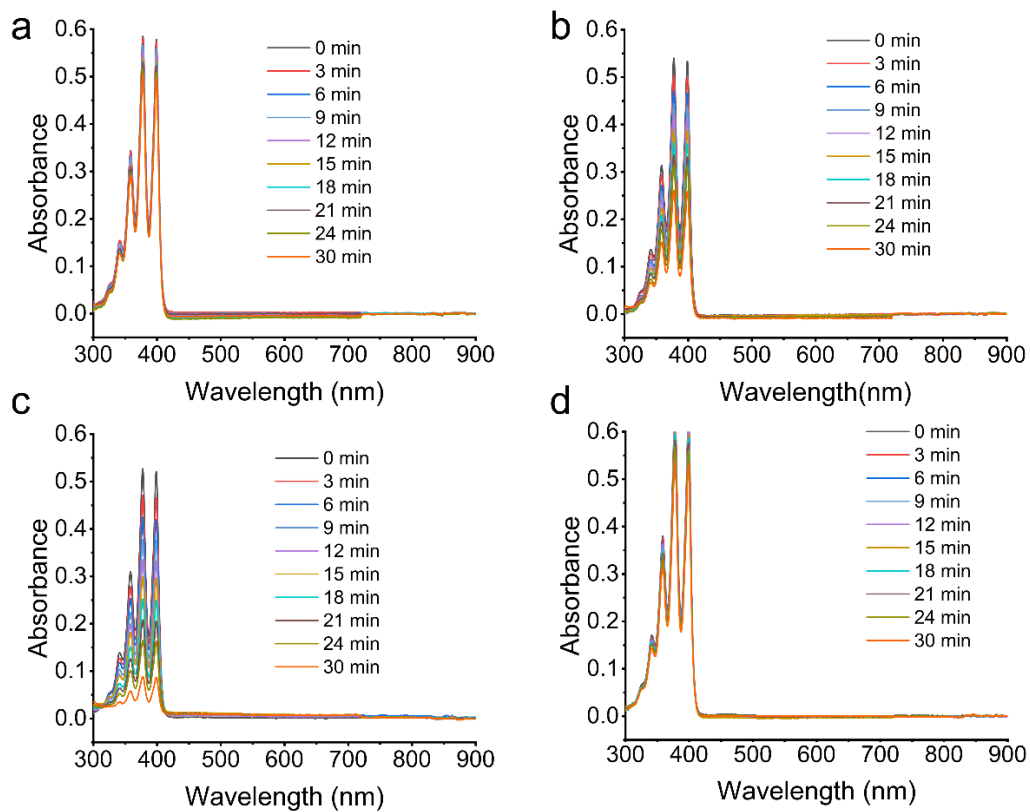 a
0.6
0.5
0.4
0.3
0.2
0.1
0.0
Absorbance
0 min
3 min
6 min
9 min
12 min
15 min
18 min
21 min
24 min
30 min
300 400 500 600 700 800 900
Wavelength (nm)
b
0.6
0.5
0.4
0.3
0.2
0.1
0.0
Absorbance
0 min
3 min
6 min
9 min
12 min
15 min
18 min
21 min
24 min
30 min
300 400 500 600 700 800 900
Wavelength(nm)
c
0.6
0.5
0.4
0.3
0.2
0.1
0.0
Absorbance
0 min
3 min
6 min
9 min
12 min
15 min
18 min
21 min
24 min
30 min
300 400 500 600 700 800 900
Wavelength (nm)
d
0.6
0.5
0.4
0.3
0.2
0.1
0.0
Absorbance
0 min
3 min
6 min
9 min
12 min
15 min
18 min
21 min
24 min
30 min
300 400 500 600 700 800 900
Wavelength (nm)